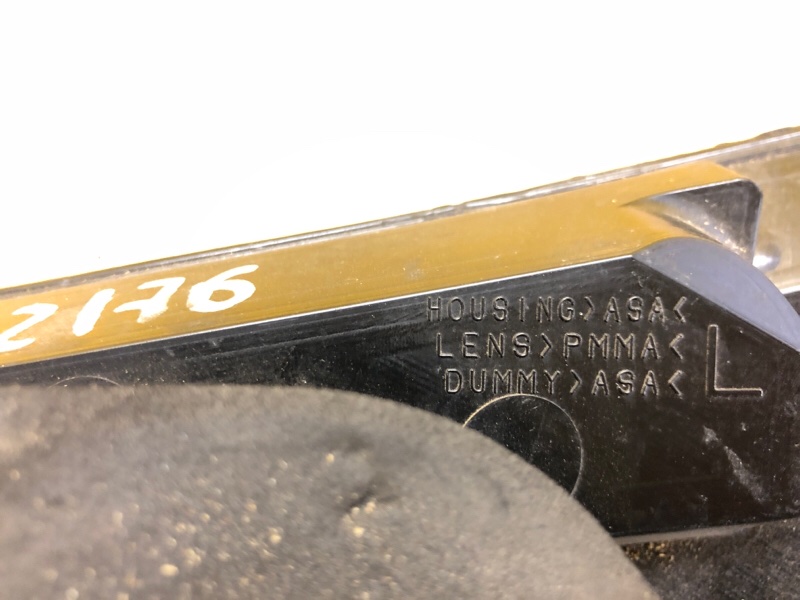 2176
HOUSING>ASA<
LENS>PMMA<
DUMMY>ASA<
L